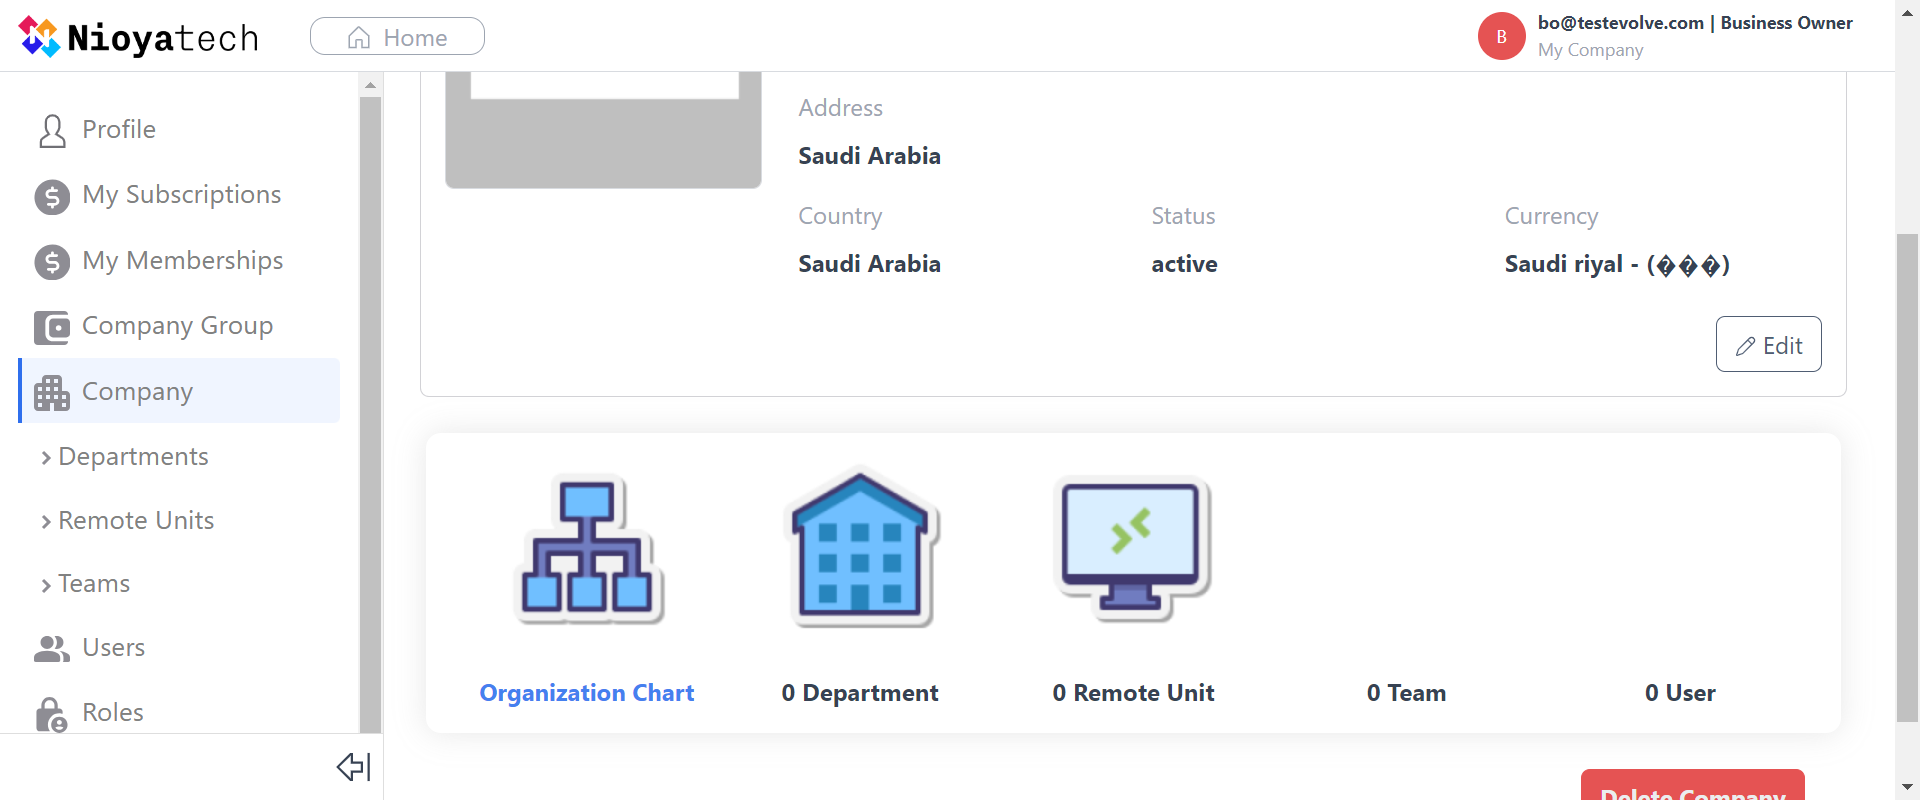 Nioyatech
Home
B
bo@testevolve.com | Business Owner
My Company
Profile
My Subscriptions
My Memberships
Company Group
Company
Departments
Remote Units
Teams
Users
Roles
Address
Saudi Arabia
Country
Status
Currency
Saudi Arabia
active
Saudi riyal - (���)
Edit
Organization Chart
0 Department
0 Remote Unit
0 Team
0 User
Delete Company